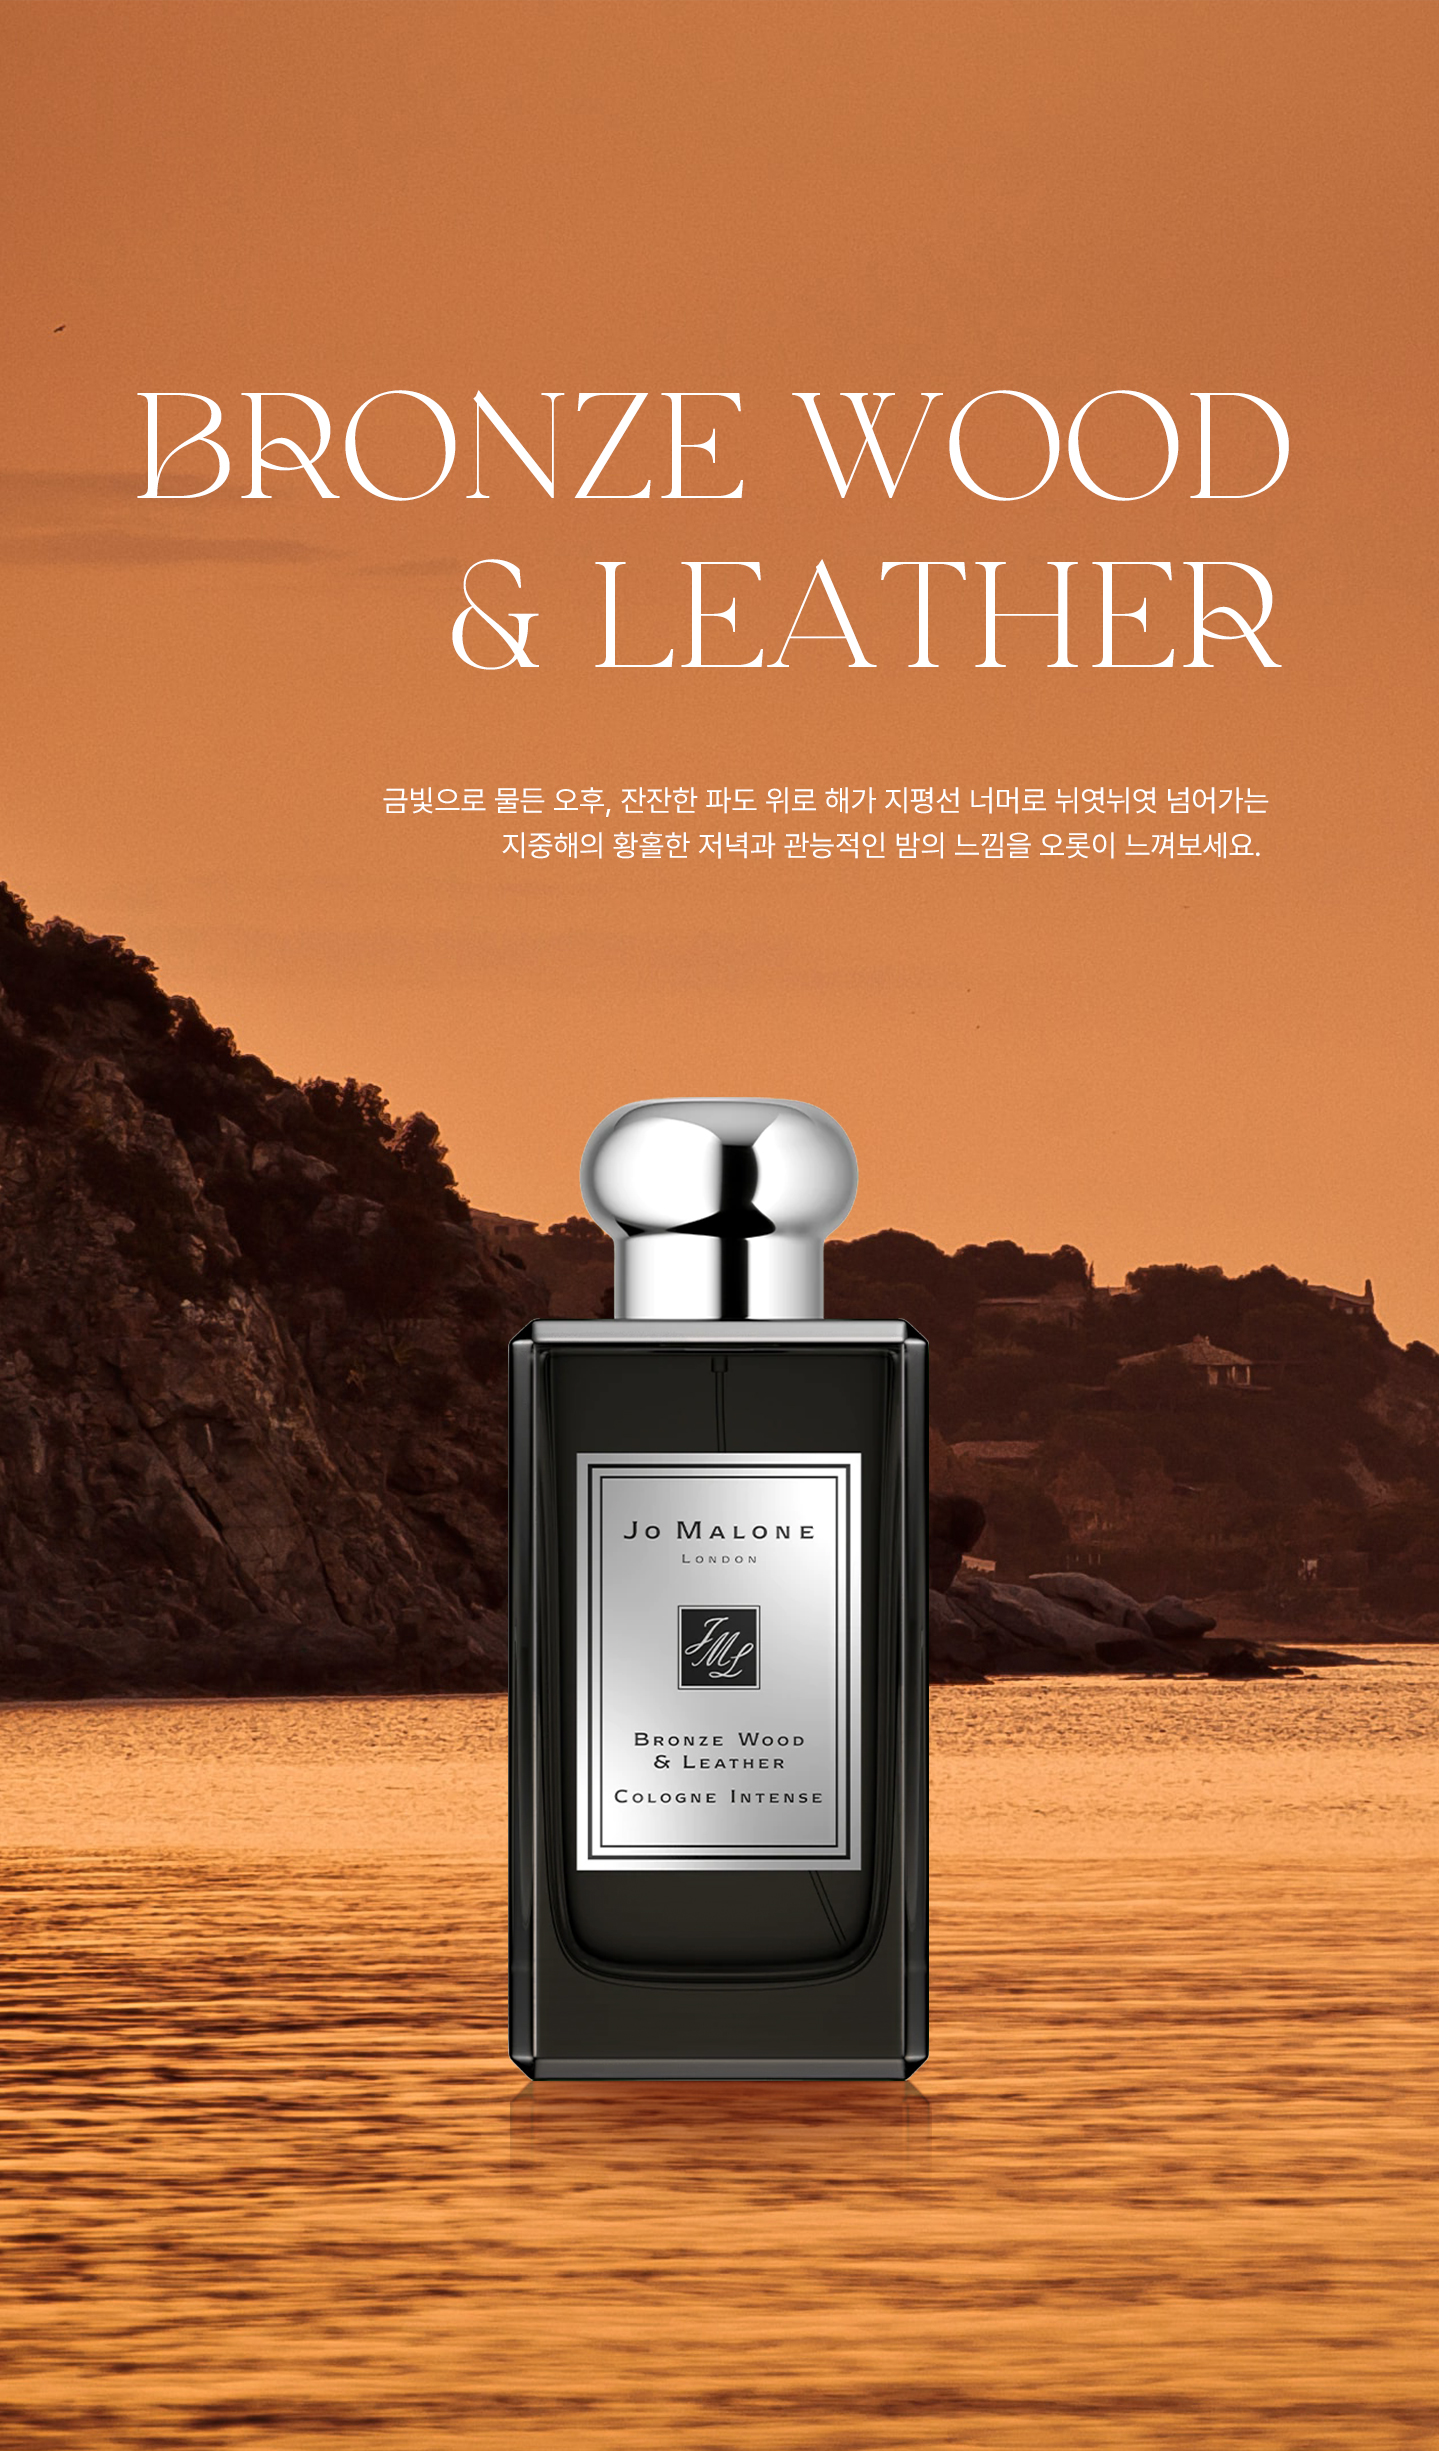 BRONZE WOOD
& LEATHER
금빛으로 물든 오후, 잔잔한 파도 위로 해가 지평선 너머로 뉘엿뉘엿 넘어가는
지중해의 황홀한 저녁과 관능적인 밤의 느낌을 오롯이 느껴보세요.
JO MALONE
LONDON
JML
BRONZE WOOD
& LEATHER
COLOGNE INTENSE